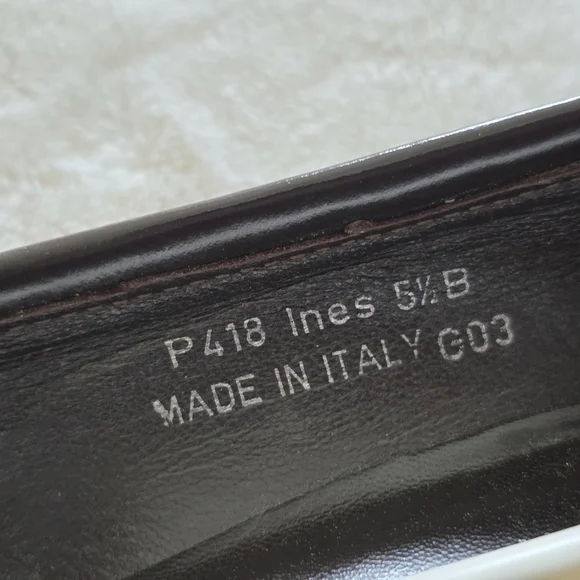 P418 Ines 5½B
MADE IN ITALY G03